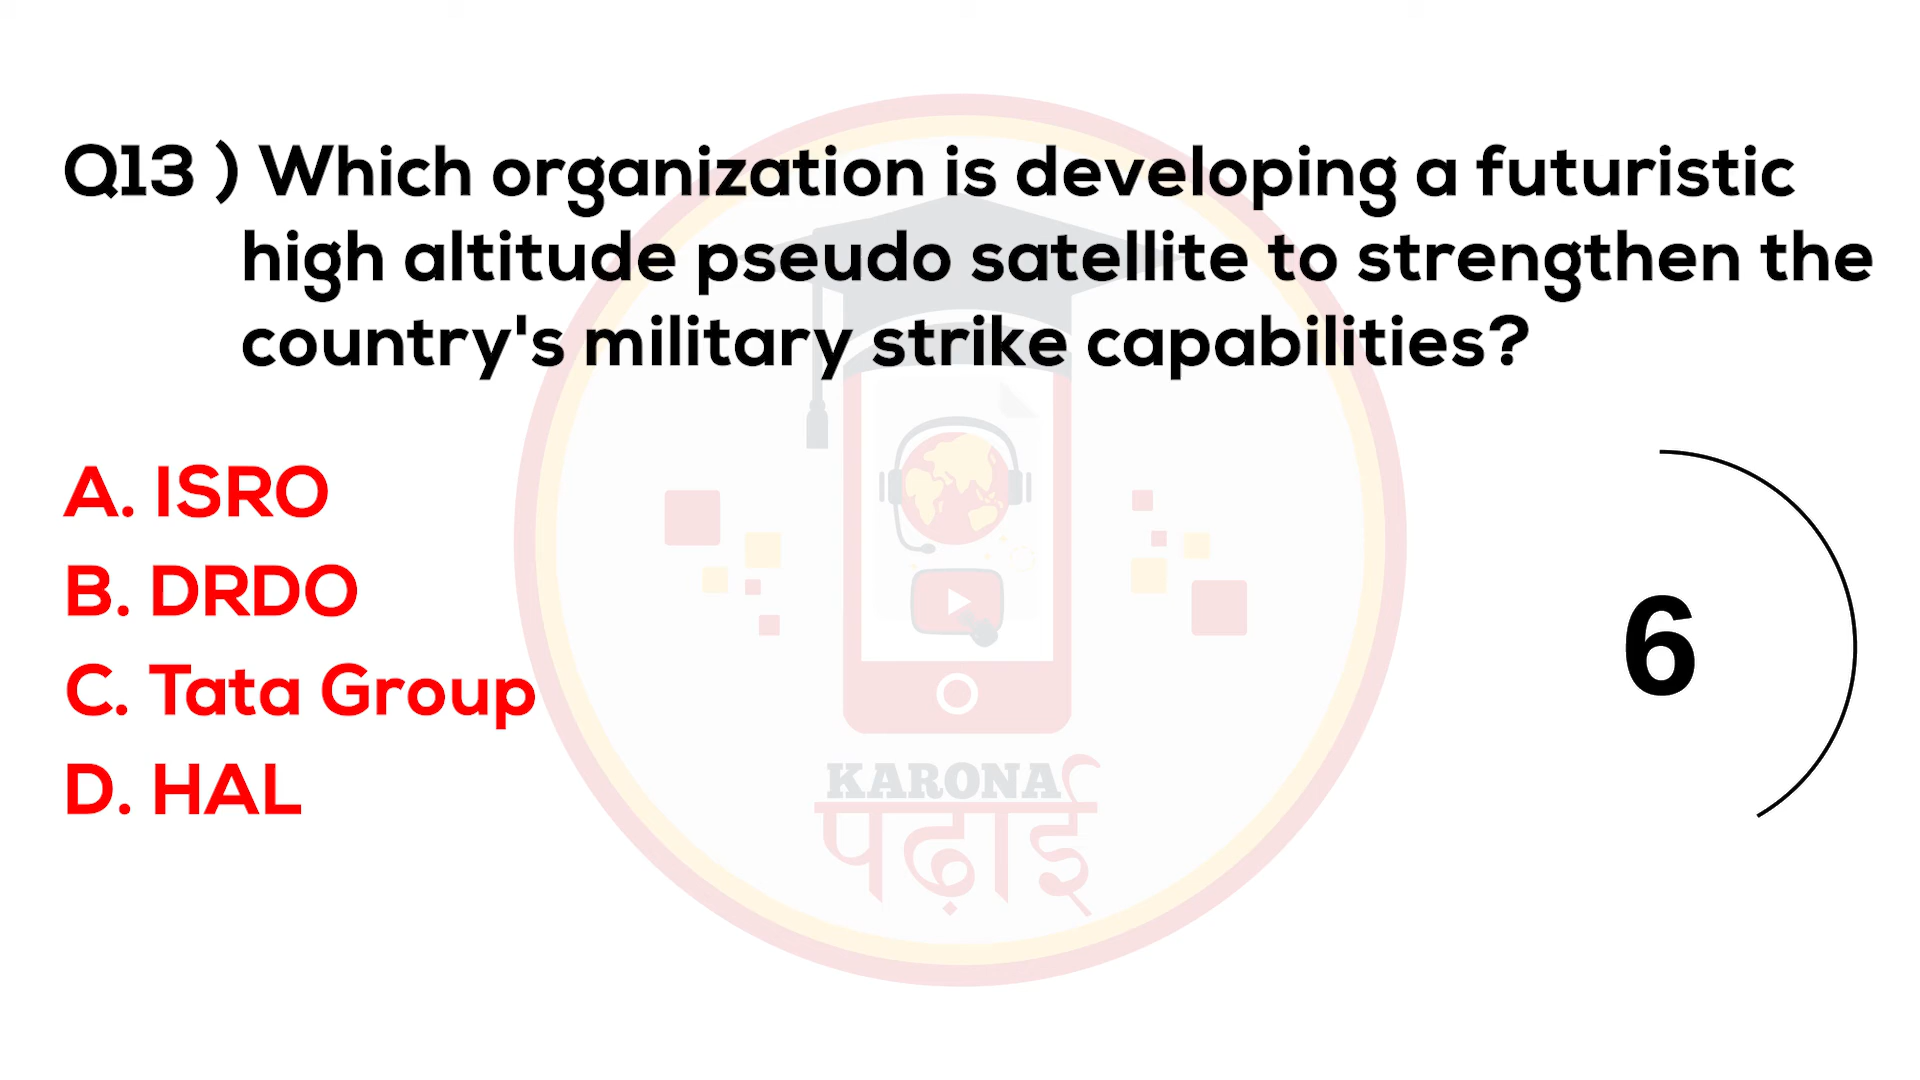 Q13 ) Which organization is developing a futuristic
high altitude pseudo satellite to strengthen the
country's military strike capabilities?
A. ISRO
B. DRDO
C. Tata Group
D. HAL
6
KARONA
पढ़ाई